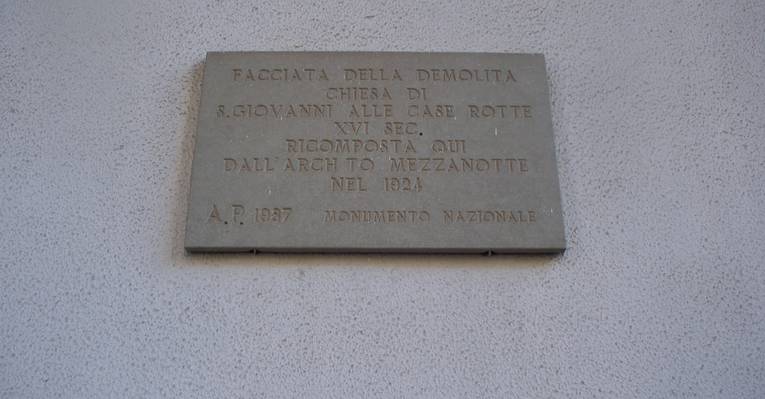 FACCIATA DELLA DEMOLITA
CHIESA DI
S.GIOVANNI ALLE CASE ROTTE
XVI SEC.
RICOMPOSTA QUI
DALL'ARCH TO MEZZANOTTE
NEL 1924
A.P. 1987 MONUMENTO NAZIONALE